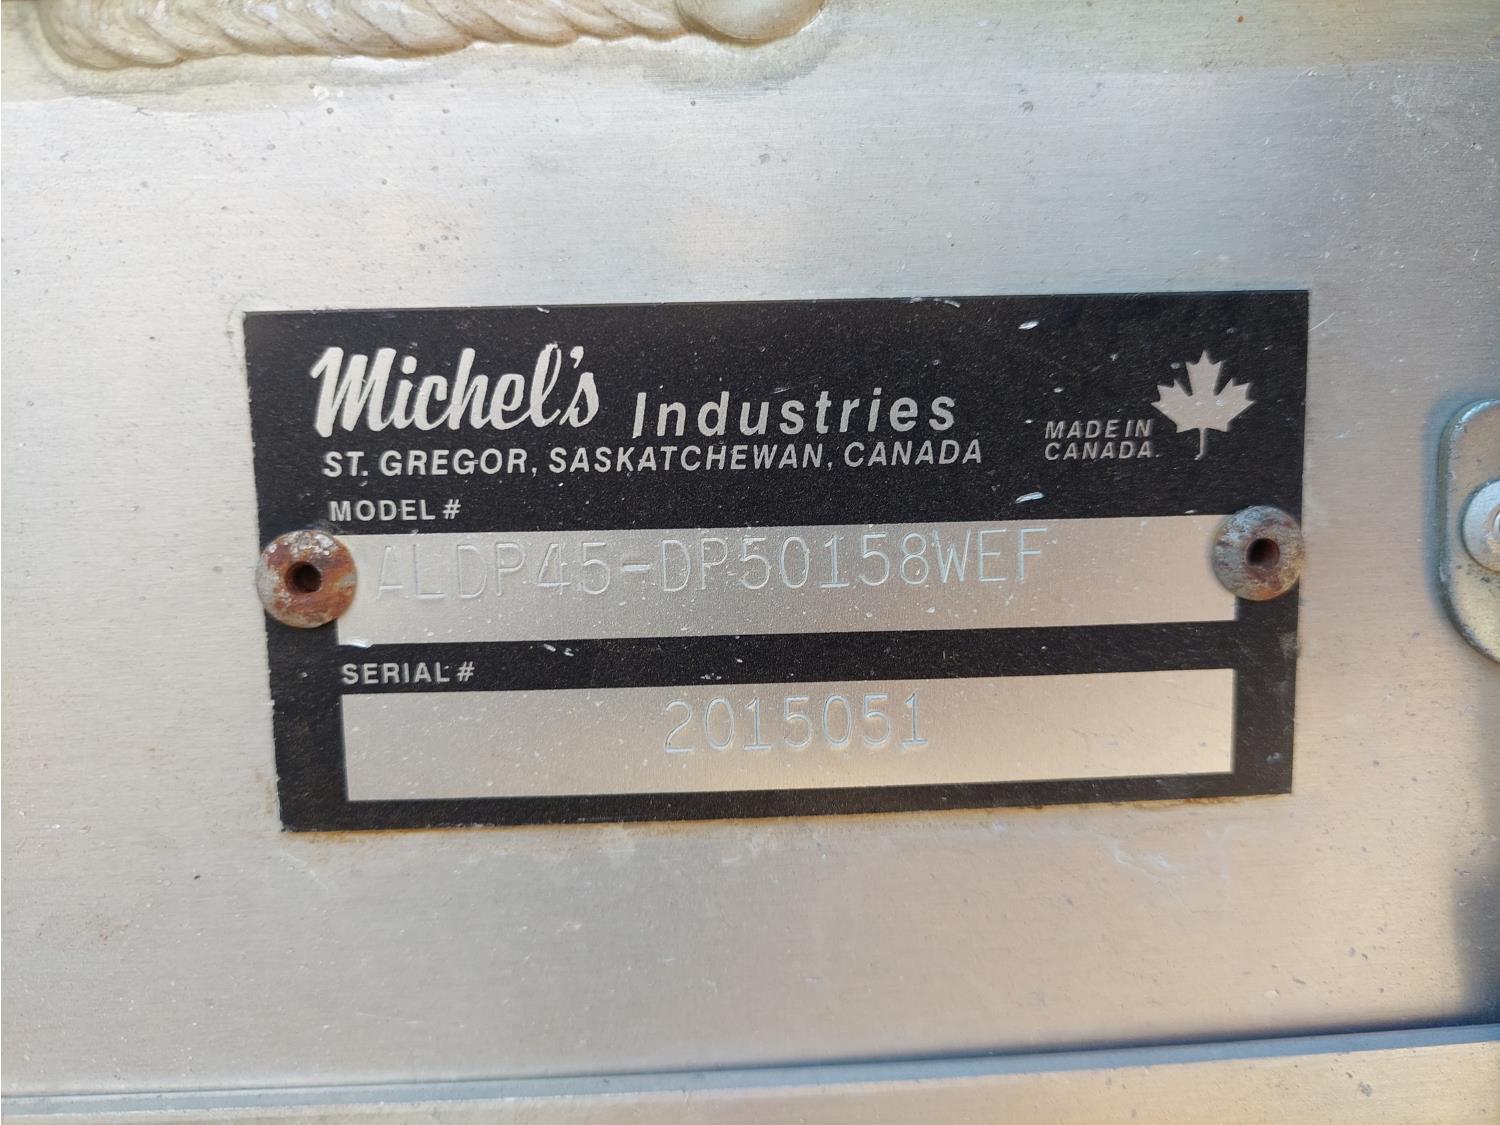 Michel's Industries
ST. GREGOR, SASKATCHEWAN, CANADA
MADE IN
CANADA.
MODEL #
ALDP45-DP50158WEF
SERIAL #
2015051